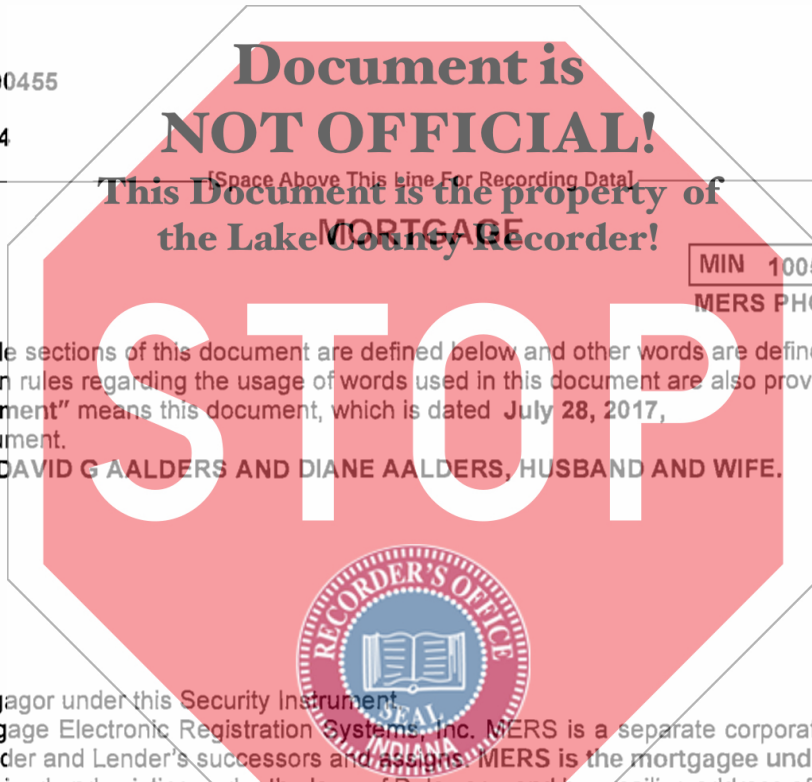 Document is
00455
NOT OFFICIAL!
4
[Space Above This Line For Recording Data]
This Document is the property of
MORTGAGE
the Lake County Recorder!
MIN 1005
MERS PHO
STOP
e sections of this document are defined below and other words are define
n rules regarding the usage of words used in this document are also prov
ment" means this document, which is dated July 28, 2017,
ument.
DAVID G AALDERS AND DIANE AALDERS, HUSBAND AND WIFE.
RECORDER'S OFFICE
SEAL
INDIANA
gagor under this Security Instrument.
gage Electronic Registration Systems, Inc. MERS is a separate corporat
der and Lender's successors and assigns. MERS is the mortgagee und